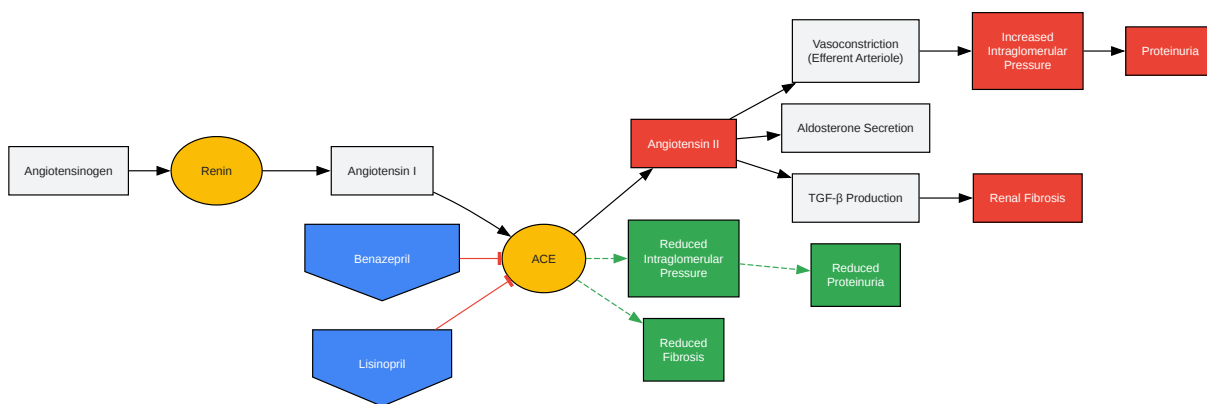 Angiotensinogen
Renin
Angiotensin I
Benazepril
Lisinopril
ACE
Angiotensin II
Vasoconstriction
(Efferent Arteriole)
Increased
Intraglomerular
Pressure
Proteinuria
Aldosterone Secretion
TGF-β Production
Renal Fibrosis
Reduced
Intraglomerular
Pressure
Reduced
Proteinuria
Reduced
Fibrosis